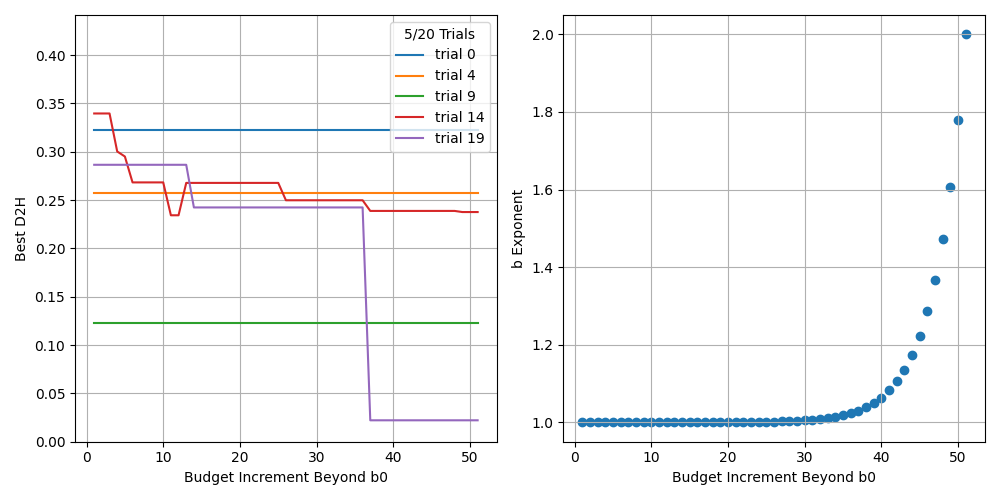 Best D2H
0.40
0.35
0.30
0.25
0.20
0.15
0.10
0.05
0.00
5/20 Trials
trial 0
trial 4
trial 9
trial 14
trial 19
0 10 20 30 40 50
Budget Increment Beyond b0
b Exponent
2.0
1.8
1.6
1.4
1.2
1.0
0 10 20 30 40 50
Budget Increment Beyond b0